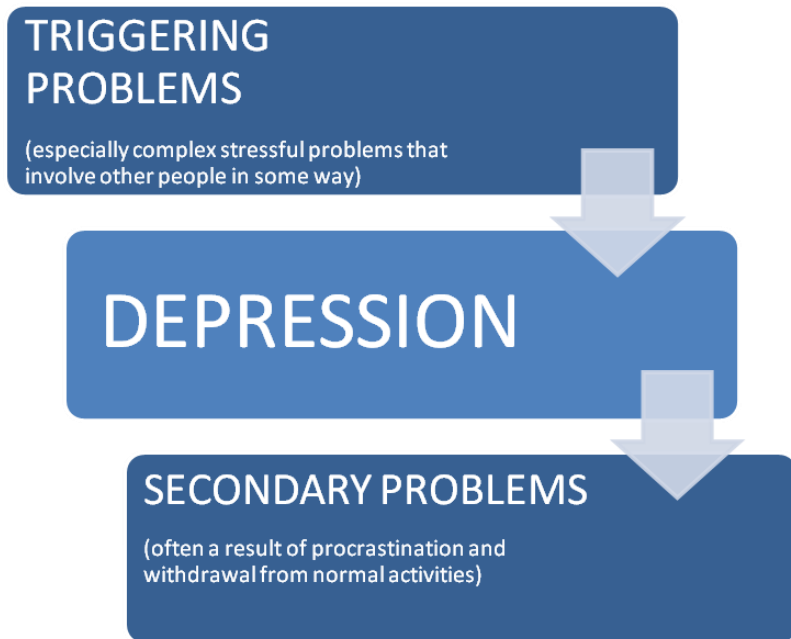 TRIGGERING
PROBLEMS
(especially complex stressful problems that
involve other people in some way)
DEPRESSION
SECONDARY PROBLEMS
(often a result of procrastination and
withdrawal from normal activities)